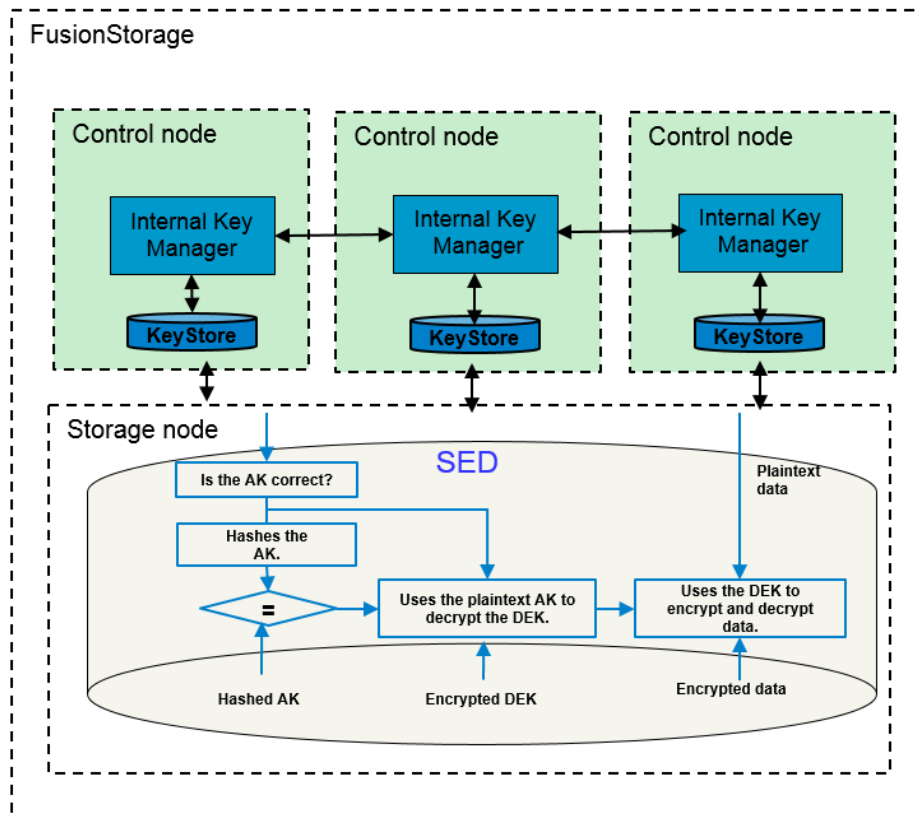 FusionStorage
Control node
Internal Key
Manager
KeyStore
Control node
Internal Key
Manager
KeyStore
Control node
Internal Key
Manager
KeyStore
Storage node
SED
Is the AK correct?
Plaintext
data
Hashes the
AK.
=
Uses the plaintext AK to
decrypt the DEK.
Uses the DEK to
encrypt and decrypt
data.
Hashed AK
Encrypted DEK
Encrypted data